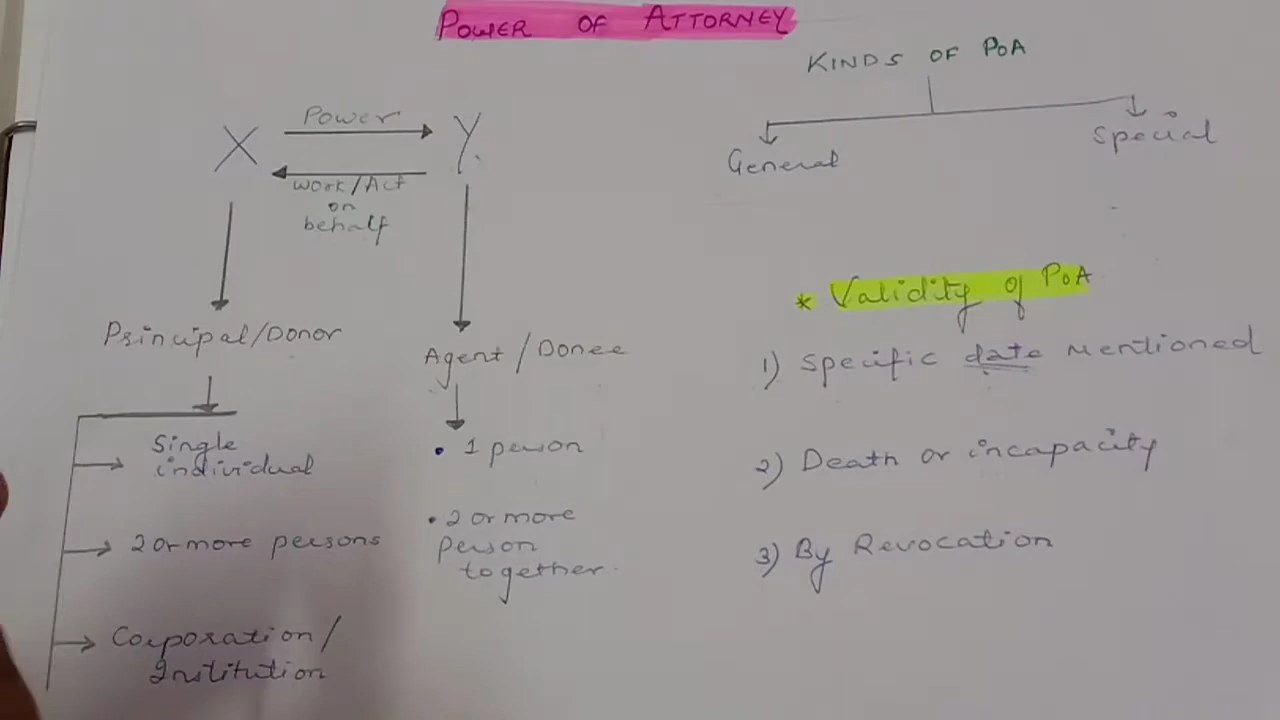 POWER OF ATTORNEY
X
Power
Y
Work/Act
on
behalf
Principal/Donor
Single
individual
2 or more persons
Corporation/
Institution
Agent/Donee
• 1 person
• 2 or more
person
together.
KINDS OF PoA
General
Special
* Validity of PoA
1) Specific date mentioned
2) Death or incapacity
3) By Revocation